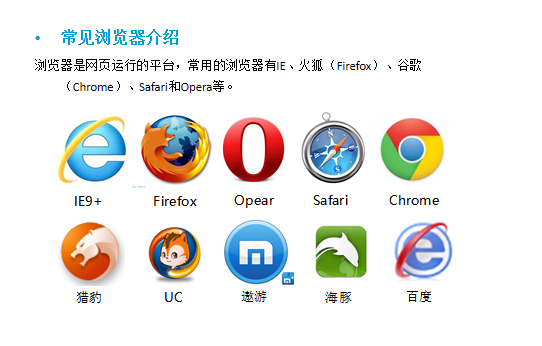 • 常见浏览器介绍
浏览器是网页运行的平台，常用的浏览器有IE、火狐（Firefox）、谷歌
（Chrome）、Safari和Opera等。
IE9+ Firefox Opear Safari Chrome
猎豹 UC 遨游 海豚 百度